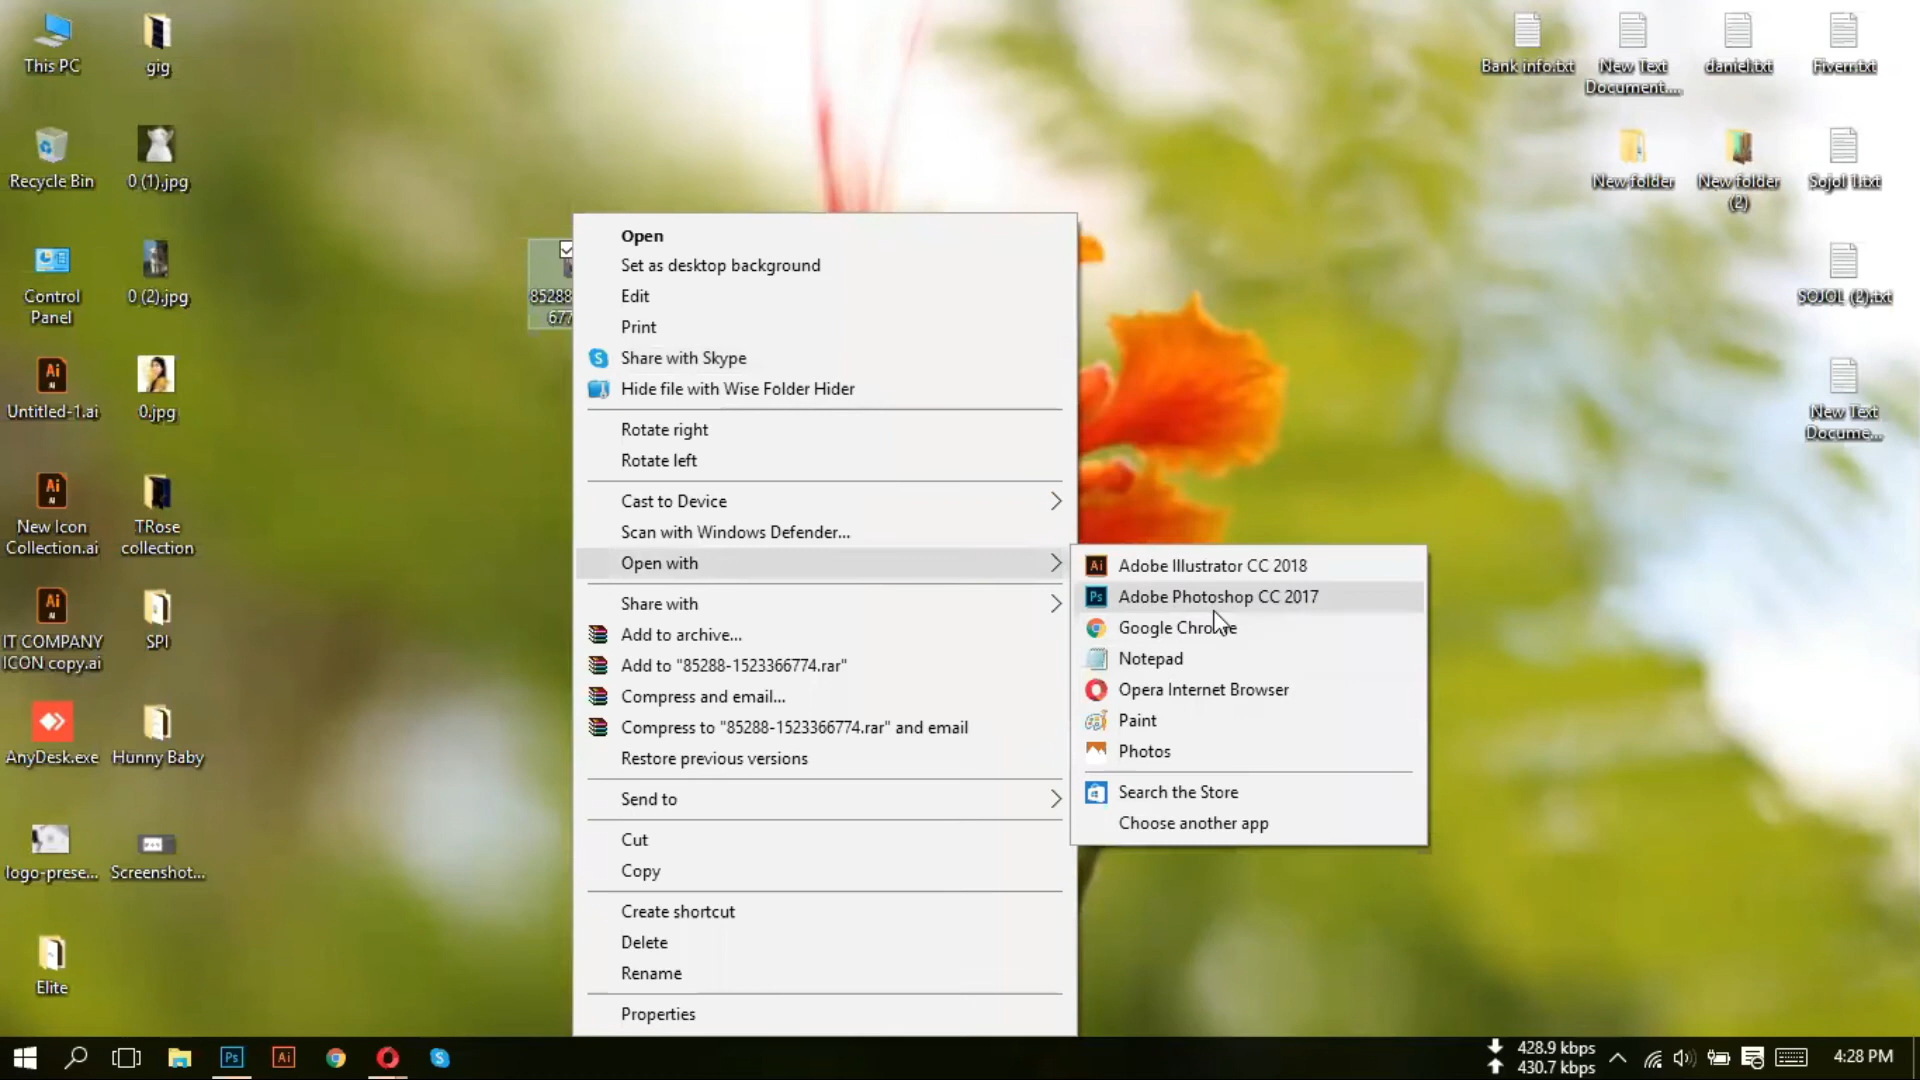 This PC
gig
Recycle Bin
0 (1).jpg
Control
Panel
0 (2).jpg
Untitled-1.ai
0.jpg
New Icon
Collection.ai
TRose
collection
IT COMPANY
ICON copy.ai
SPI
AnyDesk.exe
Hunny Baby
logo-prese...
Screenshot...
Elite
85288
677
Open
Set as desktop background
Edit
Print
Share with Skype
Hide file with Wise Folder Hider
Rotate right
Rotate left
Cast to Device
Scan with Windows Defender...
Open with
Share with
Add to archive...
Add to "85288-1523366774.rar"
Compress and email...
Compress to "85288-1523366774.rar" and email
Restore previous versions
Send to
Cut
Copy
Create shortcut
Delete
Rename
Properties
Adobe Illustrator CC 2018
Adobe Photoshop CC 2017
Google Chrome
Notepad
Opera Internet Browser
Paint
Photos
Search the Store
Choose another app
Bank info.txt
New Text
Document....
daniel.txt
Fiverr.txt
New folder
New folder
(2)
Sojol 1.txt
SOJOL (2).txt
New Text
Docume...
428.9 kbps
430.7 kbps
4:28 PM